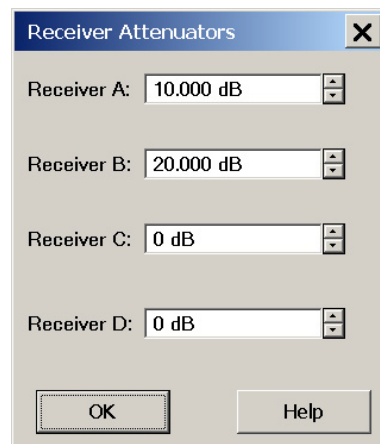 Receiver Attenuators
Receiver A: 10.000 dB
Receiver B: 20.000 dB
Receiver C: 0 dB
Receiver D: 0 dB
OK Help